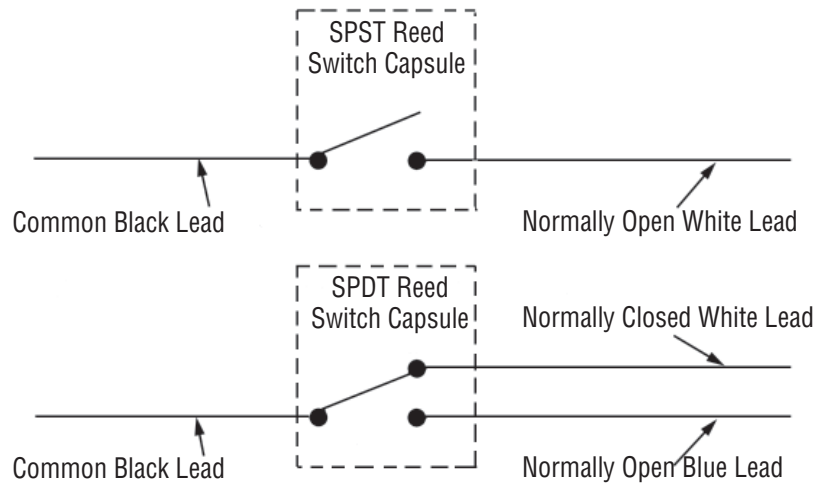 SPST Reed
Switch Capsule
Common Black Lead
Normally Open White Lead
SPDT Reed
Switch Capsule
Normally Closed White Lead
Common Black Lead
Normally Open Blue Lead